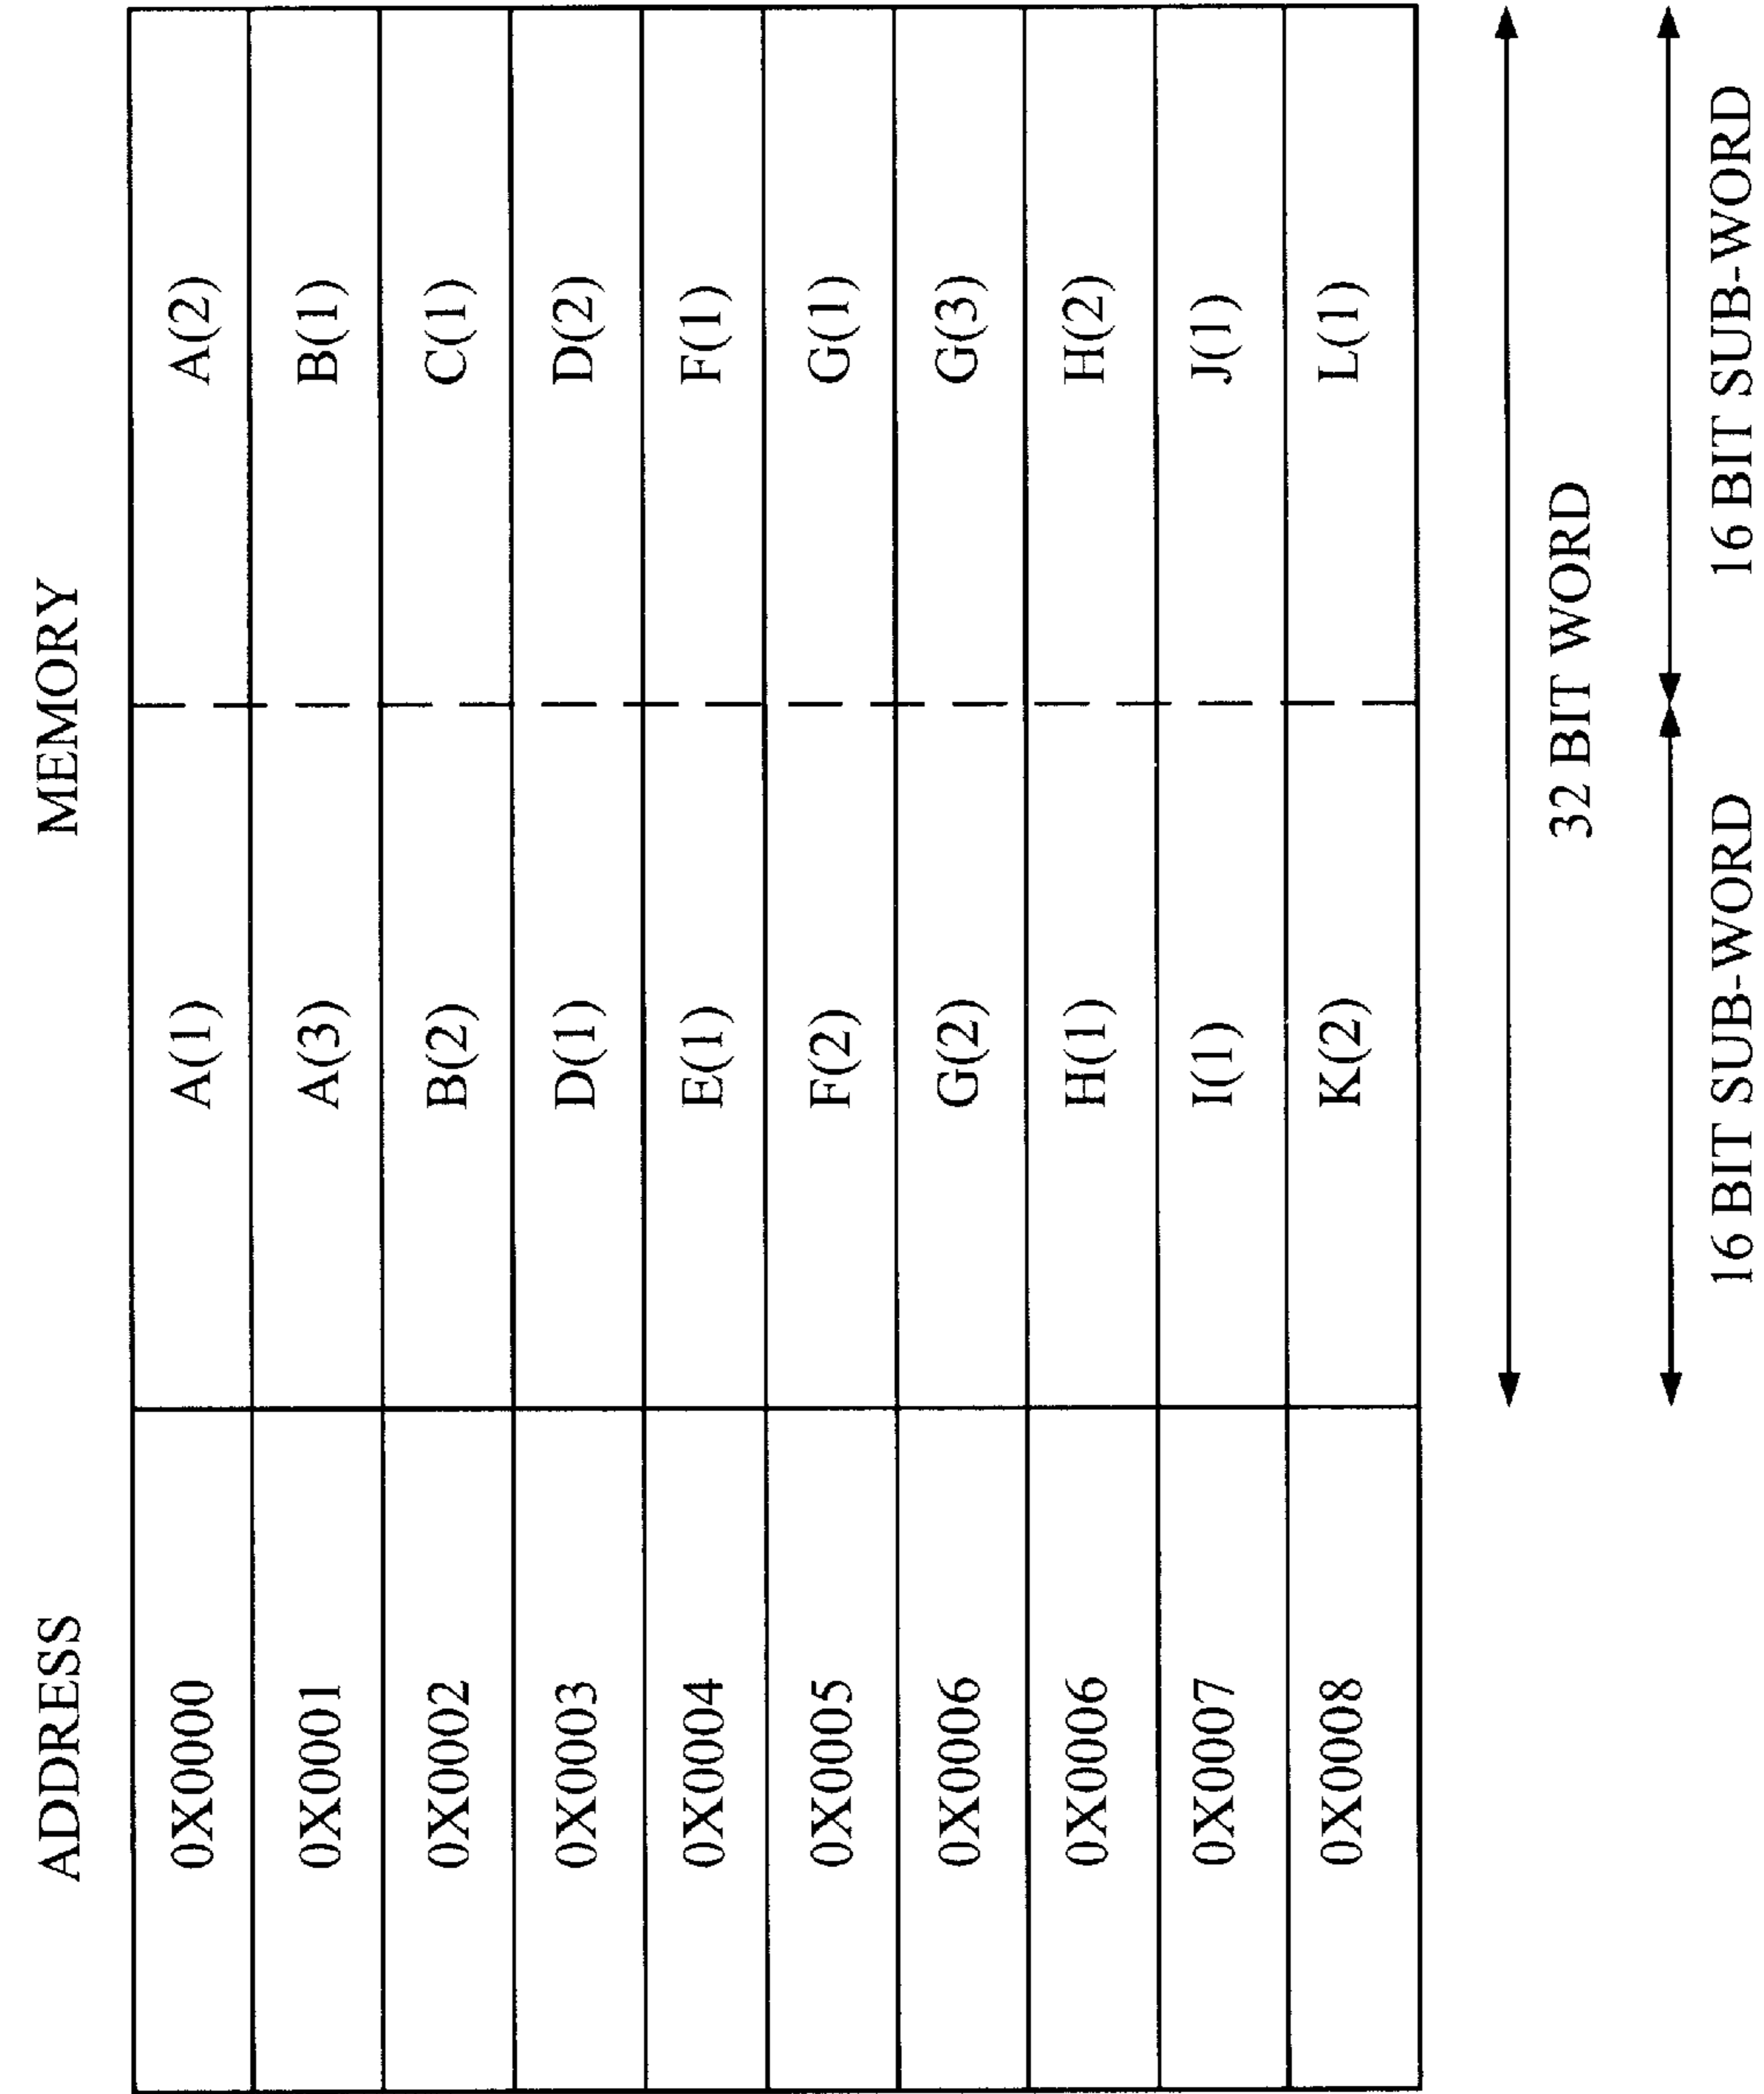 ADDRESS MEMORY
0X0000 A(1) A(2)
0X0001 A(3) B(1)
0X0002 B(2) C(1)
0X0003 D(1) D(2)
0X0004 E(1) F(1)
0X0005 F(2) G(1)
0X0006 G(2) G(3)
0X0006 H(1) H(2)
0X0007 I(1) J(1)
0X0008 K(2) L(1)
32 BIT WORD
16 BIT SUB-WORD 16 BIT SUB-WORD